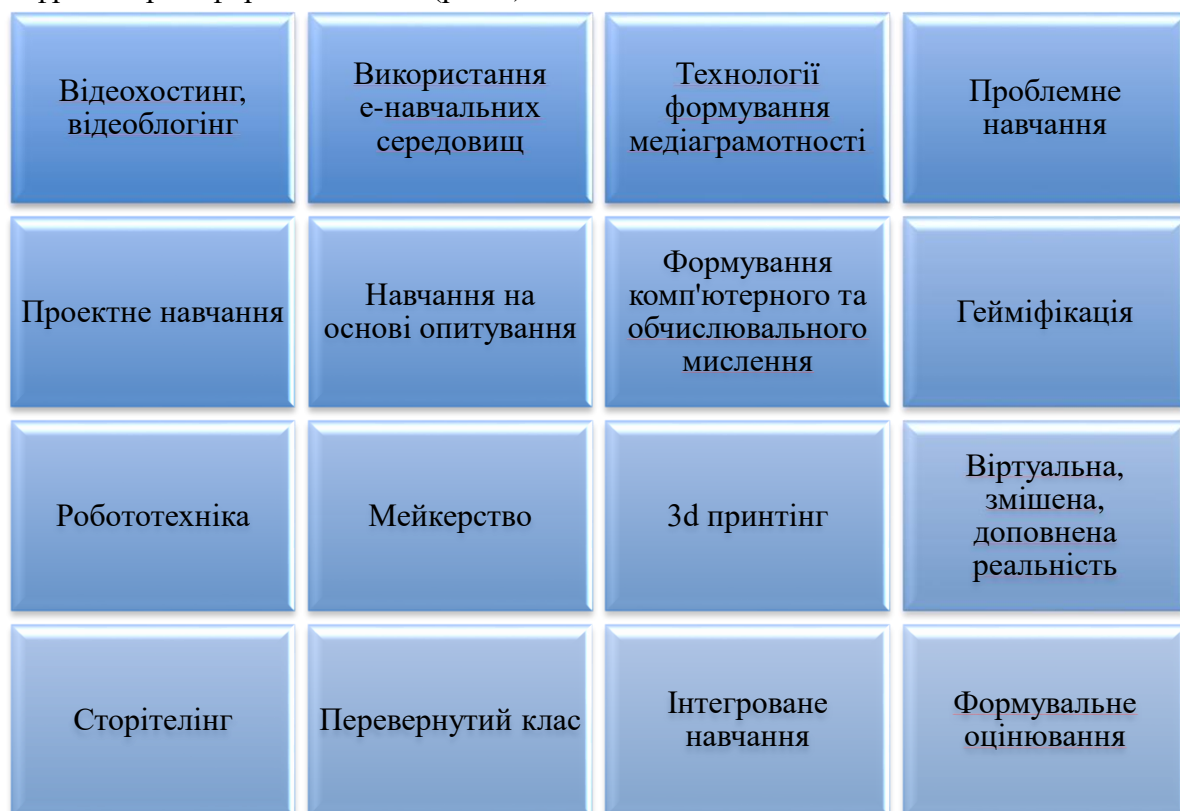 Відеохостинг,
відеоблогінг
Використання
е-навчальних
середовищ
Технології
формування
медіаграмотності
Проблемне
навчання
Проектне навчання
Навчання на
основі опитування
Формування
комп'ютерного та
обчислювального
мислення
Гейміфікація
Робототехніка
Мейкерство
3d принтінг
Віртуальна,
змішена,
доповнена
реальність
Сторітелінг
Перевернутий клас
Інтегроване
навчання
Формувальне
оцінювання